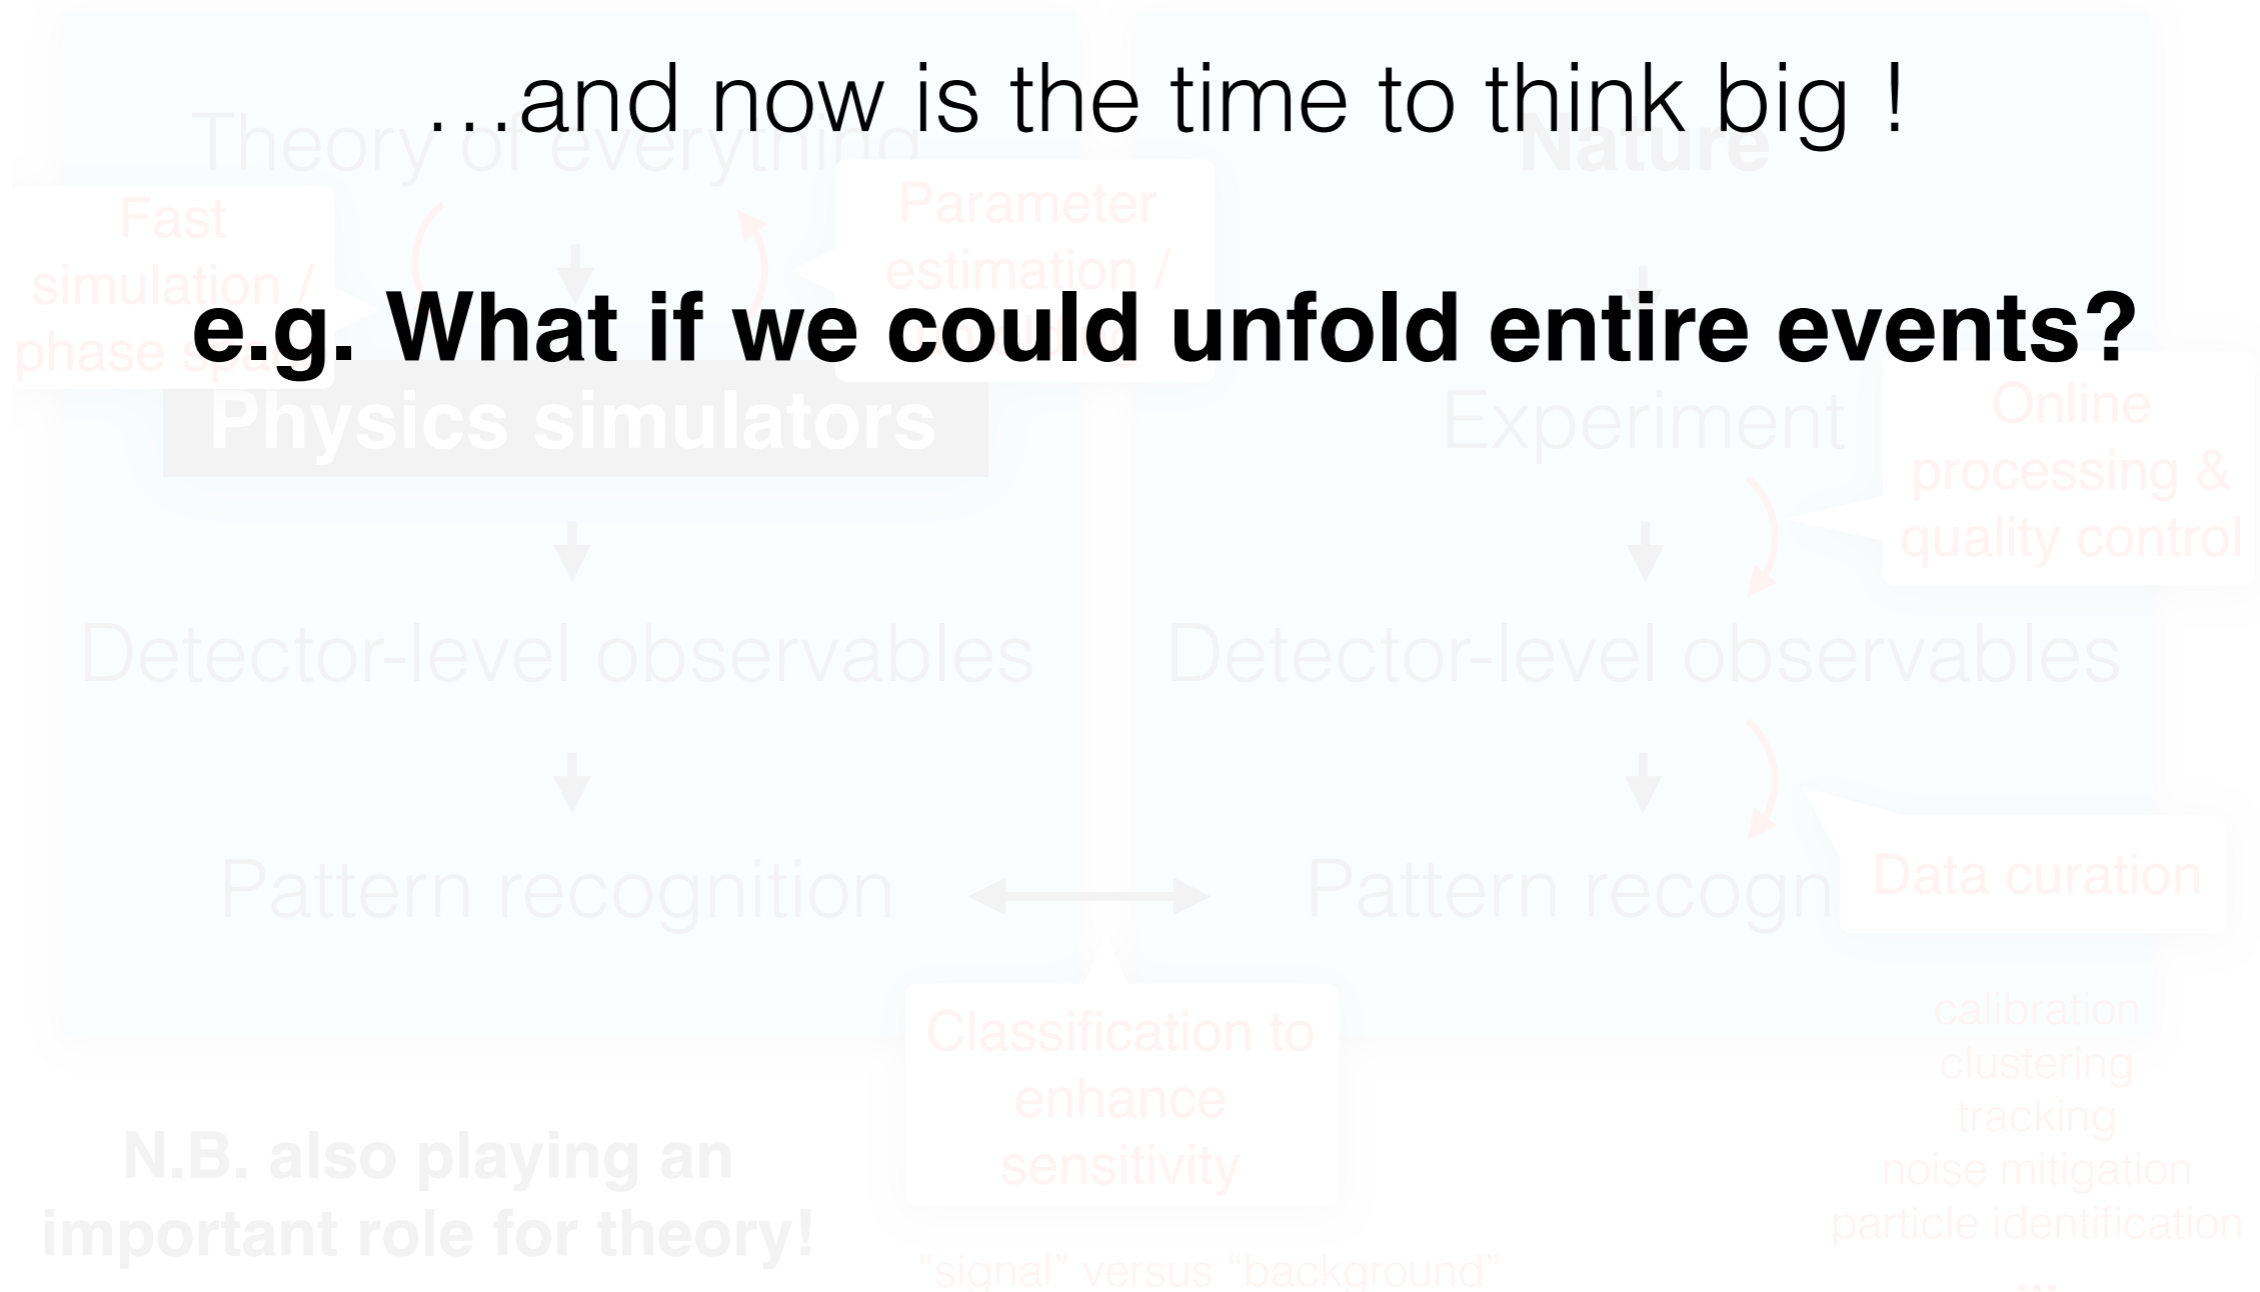 …and now is the time to think big !
Theory of everything
Nature
Fast
simulation /
phase space
Parameter
estimation /
e.g. What if we could unfold entire events?
Physics simulators
Experiment
Online
processing &
quality control
Detector-level observables
Detector-level observables
Pattern recognition
Pattern recogn
Data curation
Classification to
enhance
sensitivity
calibration
clustering
tracking
noise mitigation
particle identification
...
N.B. also playing an
important role for theory!
“signal” versus “background”